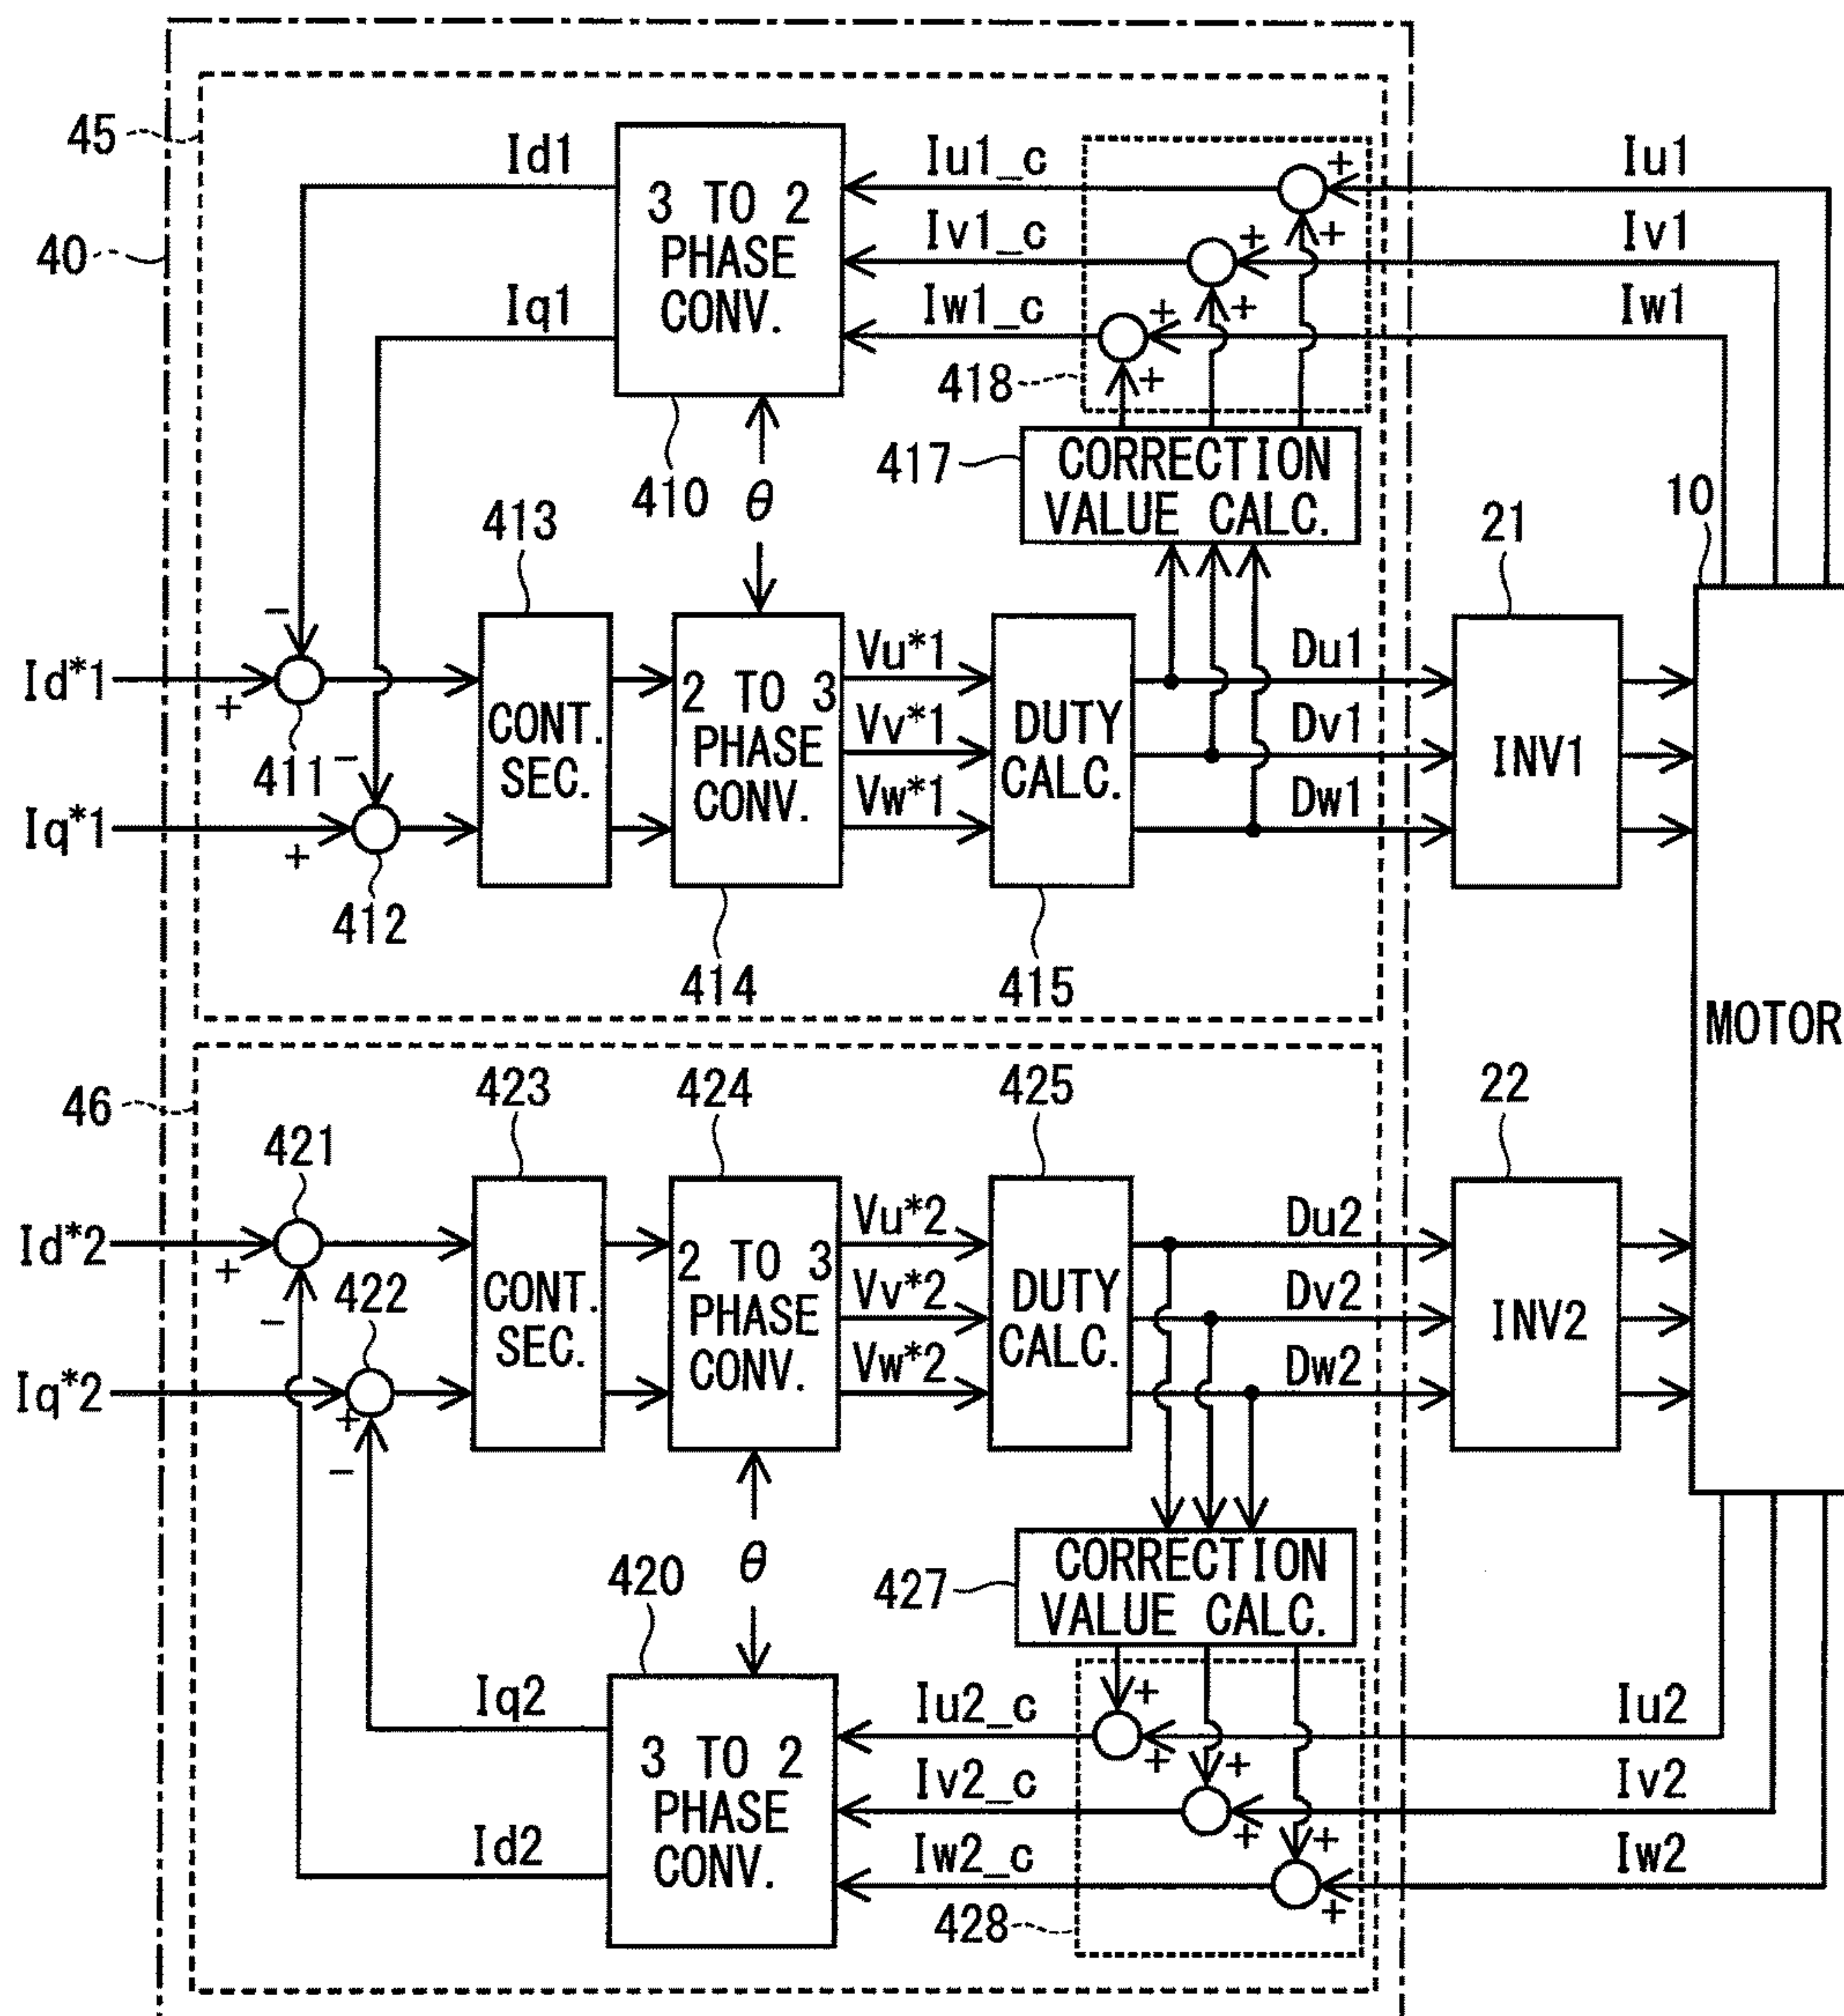 45
40
Id1
Iq1
3 TO 2
PHASE
CONV.
410
θ
Iu1_c
Iv1_c
Iw1_c
+
+
+
+
+
+
418
Iu1
Iv1
Iw1
417
CORRECTION
VALUE CALC.
10
21
413
Id*1
+
-
411
Iq*1
+
-
412
CONT.
SEC.
2 TO 3
PHASE
CONV.
414
Vu*1
Vv*1
Vw*1
DUTY
CALC.
415
Du1
Dv1
Dw1
INV1
MOTOR
46
421
423
424
425
22
Id*2
+
-
422
Iq*2
+
-
CONT.
SEC.
2 TO 3
PHASE
CONV.
Vu*2
Vv*2
Vw*2
DUTY
CALC.
Du2
Dv2
Dw2
INV2
θ
420
427
CORRECTION
VALUE CALC.
Iq2
Id2
3 TO 2
PHASE
CONV.
Iu2_c
Iv2_c
Iw2_c
+
+
+
+
+
+
428
Iu2
Iv2
Iw2